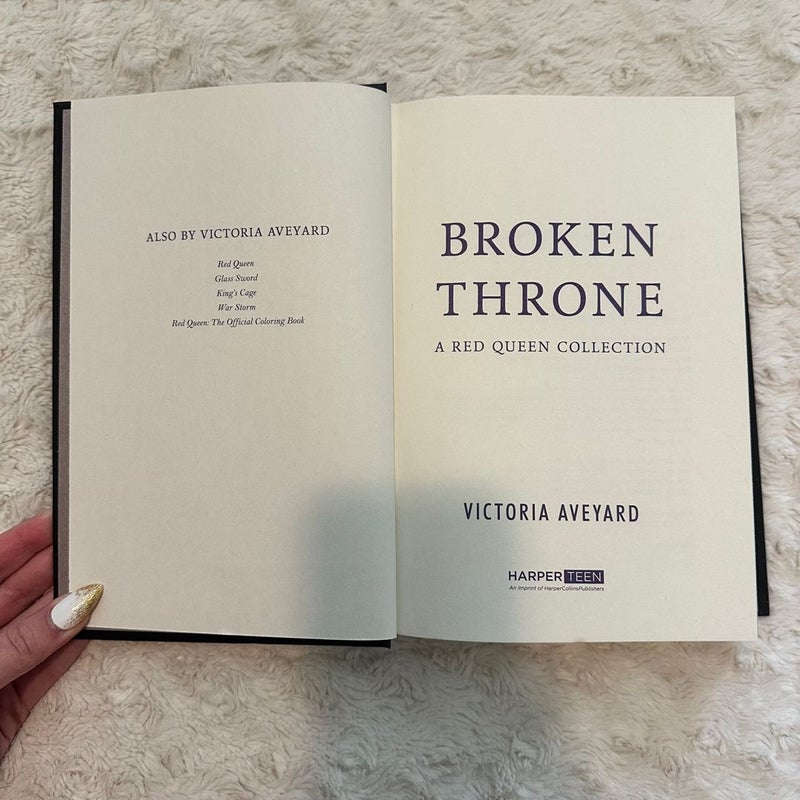 ALSO BY VICTORIA AVEYARD
Red Queen
Glass Sword
King's Cage
War Storm
Red Queen: The Official Coloring Book
BROKEN
THRONE
A RED QUEEN COLLECTION
VICTORIA AVEYARD
HARPER TEEN
An Imprint of HarperCollinsPublishers